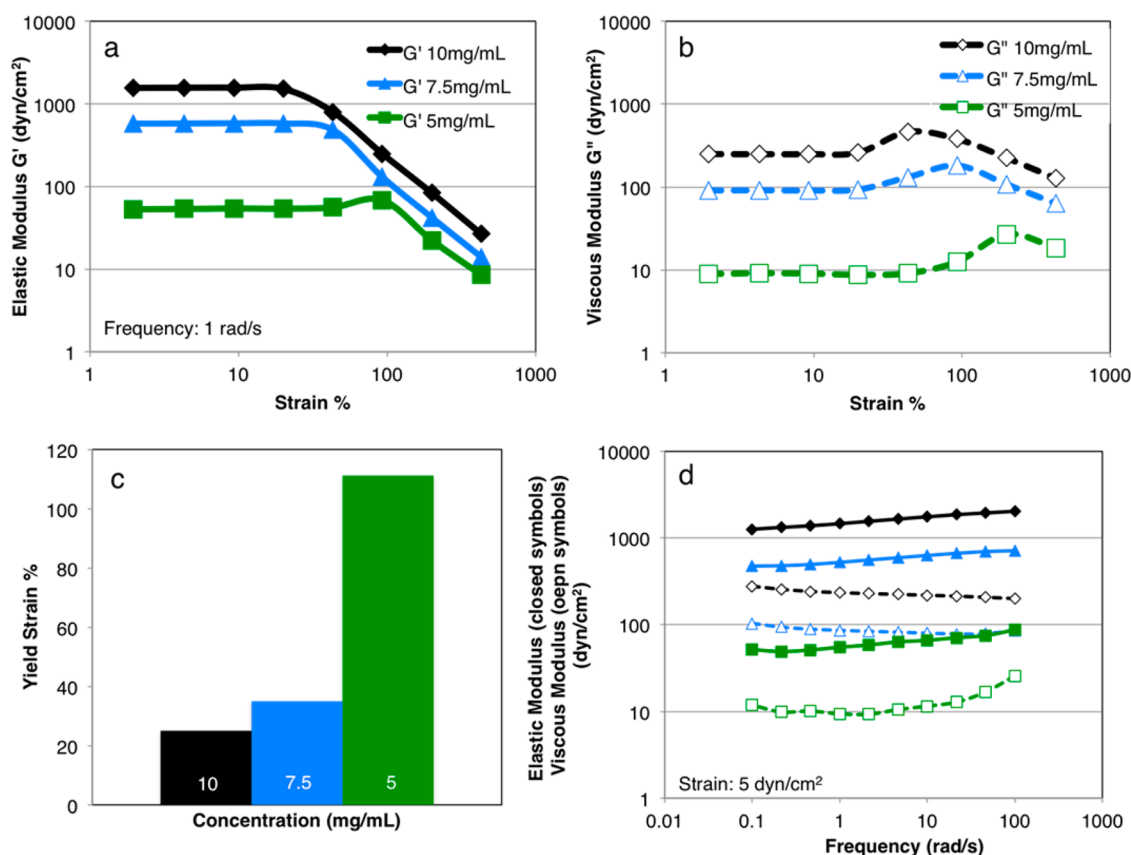 a
G' 10mg/mL
G' 7.5mg/mL
G' 5mg/mL
Elastic Modulus G' (dyn/cm²)
10000
1000
100
10
1
Frequency: 1 rad/s
1 10 100 1000
Strain %
b
G" 10mg/mL
G" 7.5mg/mL
G" 5mg/mL
Viscous Modulus G" (dyn/cm²)
10000
1000
100
10
1
1 10 100 1000
Strain %
c
Yield Strain %
120
100
80
60
40
20
0
10 7.5 5
Concentration (mg/mL)
d
Elastic Modulus (closed symbols)
Viscous Modulus (oepn symbols)
(dyn/cm²)
10000
1000
100
10
1
Strain: 5 dyn/cm²
0.01 0.1 1 10 100 1000
Frequency (rad/s)